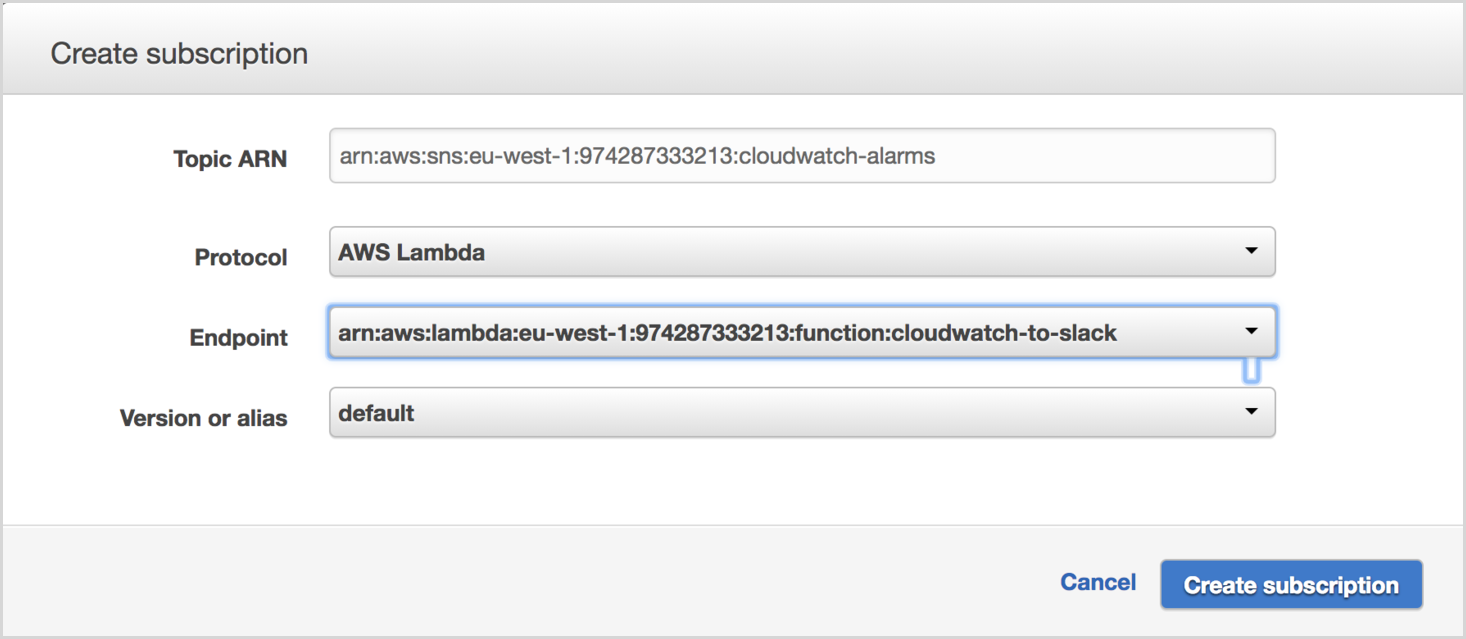 Create subscription
Topic ARN arn:aws:sns:eu-west-1:974287333213:cloudwatch-alarms
Protocol AWS Lambda
Endpoint arn:aws:lambda:eu-west-1:974287333213:function:cloudwatch-to-slack
Version or alias default
Cancel Create subscription